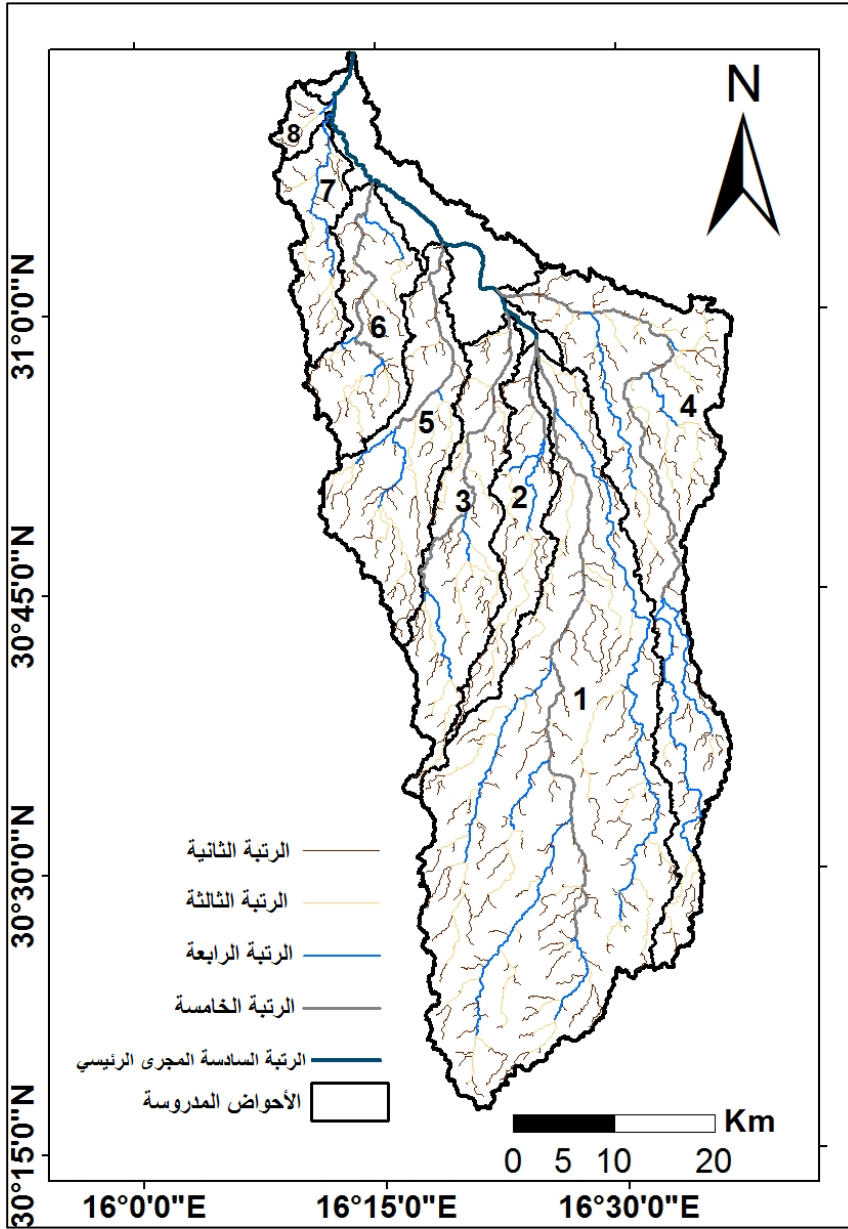 N
8
7
31°0'0"N
6
4
5
3
2
30°45'0"N
1
30°30'0"N
الرتبة الثانية
الرتبة الثالثة
الرتبة الرابعة
الرتبة الخامسة
الرتبة السادسة المجرى الرئيسي
الأحواض المدروسة
Km
0 5 10 20
30°15'0"N
16°0'0"E 16°15'0"E 16°30'0"E